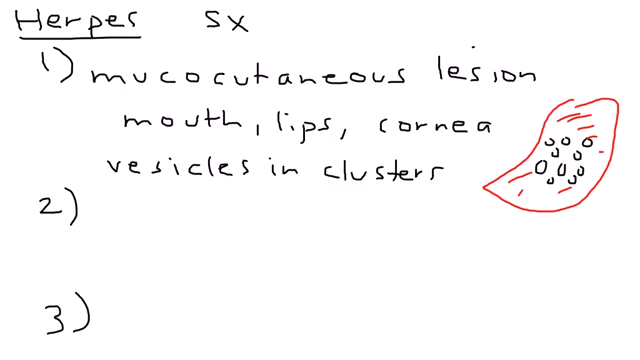 Herpes Sx
1) mucocutaneous lesion
mouth, lips, cornea
vesicles in clusters
2)
3)